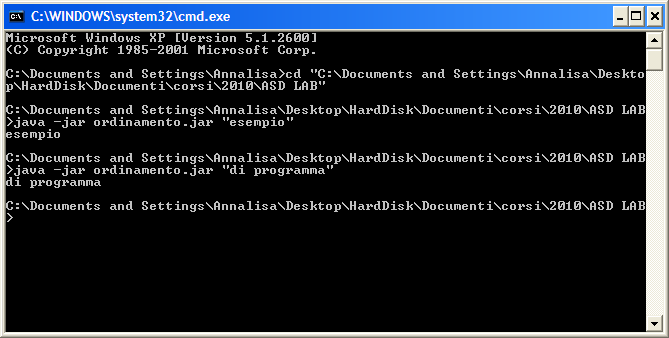 C:\WINDOWS\system32\cmd.exe
Microsoft Windows XP [Version 5.1.2600]
(C) Copyright 1985-2001 Microsoft Corp.
C:\Documents and Settings\Annalisa>cd "C:\Documents and Settings\Annalisa\Deskto
p\HardDisk\Documenti\corsi\2010\ASD LAB"
C:\Documents and Settings\Annalisa\Desktop\HardDisk\Documenti\corsi\2010\ASD LAB
>java -jar ordinamento.jar "esempio"
esempio
C:\Documents and Settings\Annalisa\Desktop\HardDisk\Documenti\corsi\2010\ASD LAB
>java -jar ordinamento.jar "di programma"
di programma
C:\Documents and Settings\Annalisa\Desktop\HardDisk\Documenti\corsi\2010\ASD LAB
>